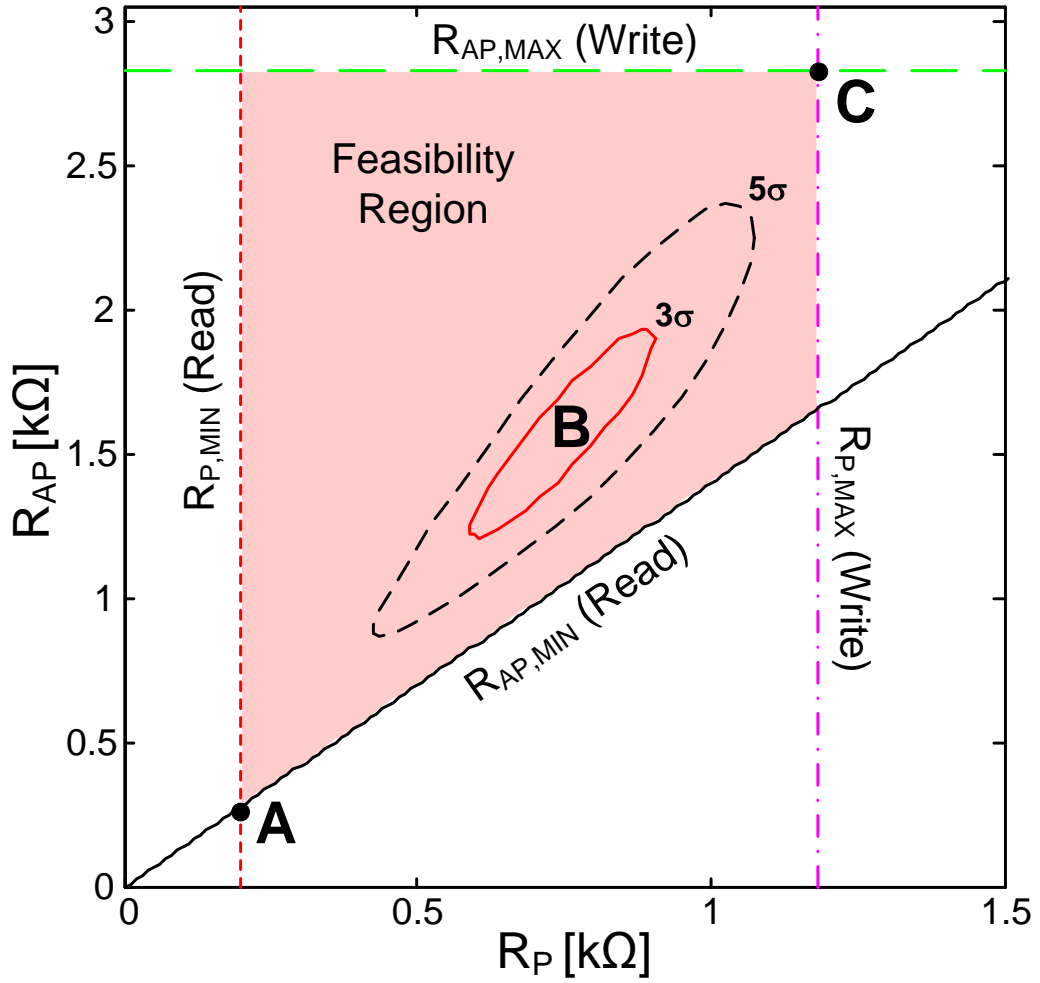 3
2.5
2
1.5
1
0.5
0
0
0.5
1
1.5
R_AP [kΩ]
R_P [kΩ]
R_AP,MAX (Write)
C
Feasibility
Region
5σ
3σ
B
R_P,MIN (Read)
R_P,MAX (Write)
R_AP,MIN (Read)
A